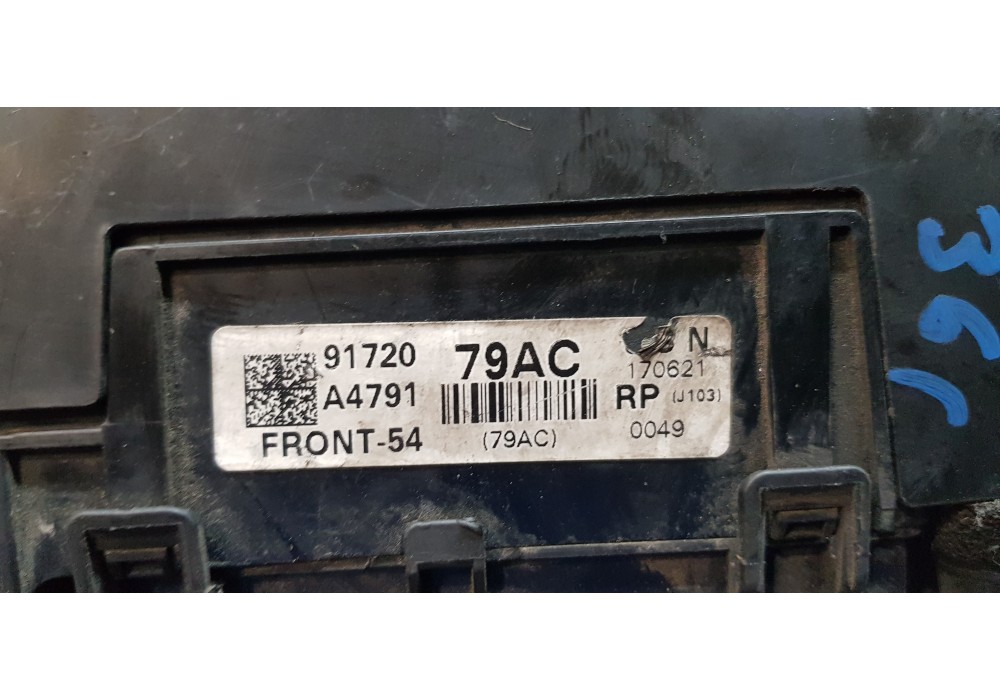 91720
A4791
FRONT-54
79AC
(79AC)
N
170621
RP (J103)
0049